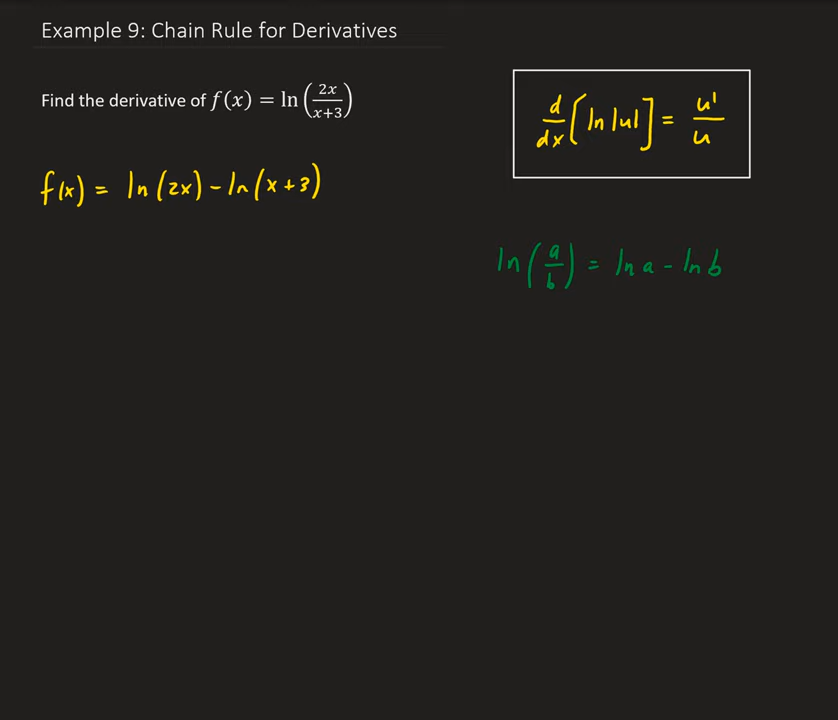 Example 9: Chain Rule for Derivatives
Find the derivative of f(x) = ln(2x/(x+3))
d/dx [ln |u|] = u'/u
f(x) = ln(2x) - ln(x+3)
ln(a/b) = ln a - ln b